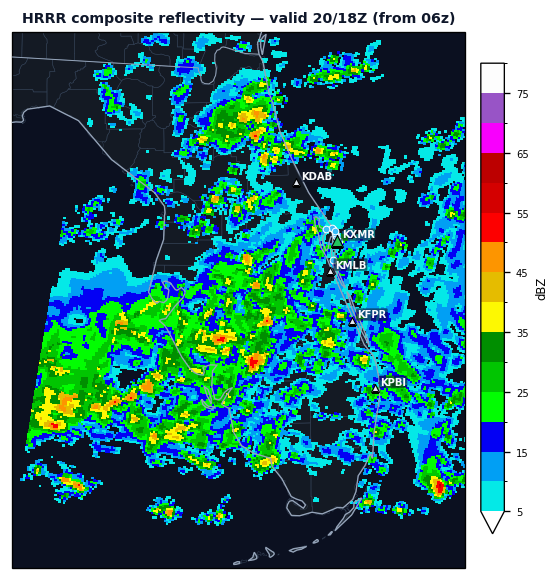 HRRR composite reflectivity — valid 20/18Z (from 06z)
KDAB
KXMR
KMLB
KFPR
KPBI
75
65
55
45
35
25
15
5
dBZ